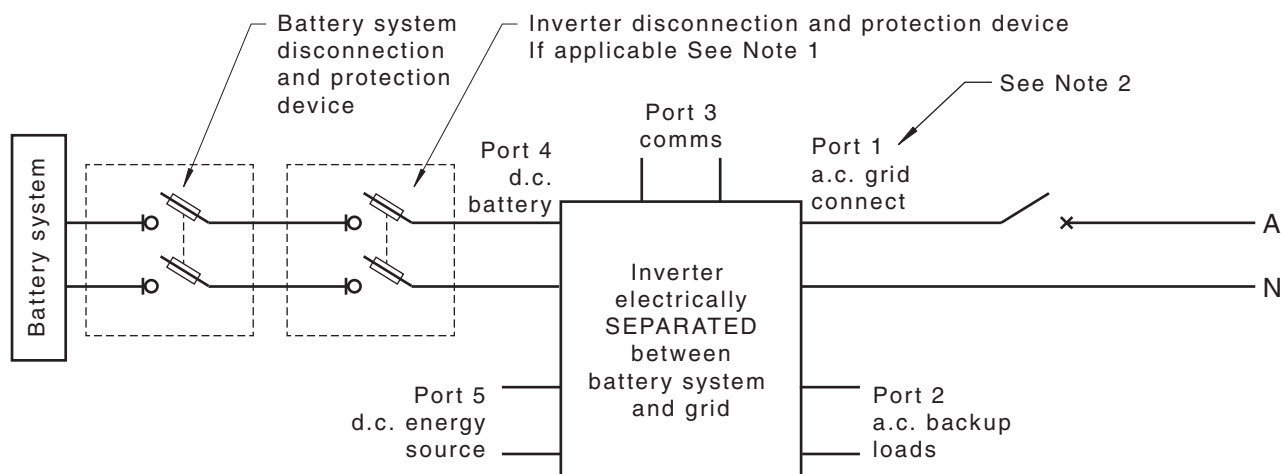 Battery system
disconnection
and protection
device
Inverter disconnection and protection device
If applicable See Note 1
See Note 2
Port 3
comms
Port 4
d.c.
battery
Port 1
a.c. grid
connect
Battery system
A
N
Inverter
electrically
SEPARATED
between
battery system
and grid
Port 5
d.c. energy
source
Port 2
a.c. backup
loads